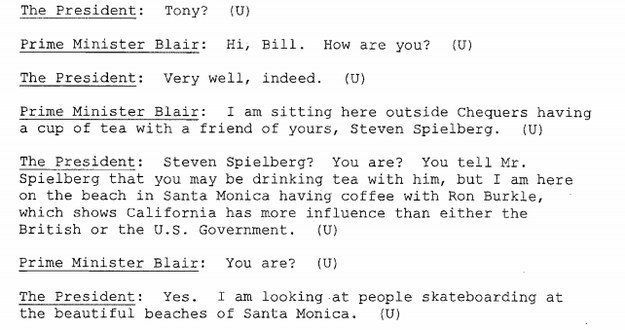 The President: Tony? (U)
Prime Minister Blair: Hi, Bill. How are you? (U)
The President: Very well, indeed. (U)
Prime Minister Blair: I am sitting here outside Chequers having
a cup of tea with a friend of yours, Steven Spielberg. (U)
The President: Steven Spielberg? You are? You tell Mr.
Spielberg that you may be drinking tea with him, but I am here
on the beach in Santa Monica having coffee with Ron Burkle,
which shows California has more influence than either the
British or the U.S. Government. (U)
Prime Minister Blair: You are? (U)
The President: Yes. I am looking at people skateboarding at
the beautiful beaches of Santa Monica. (U)